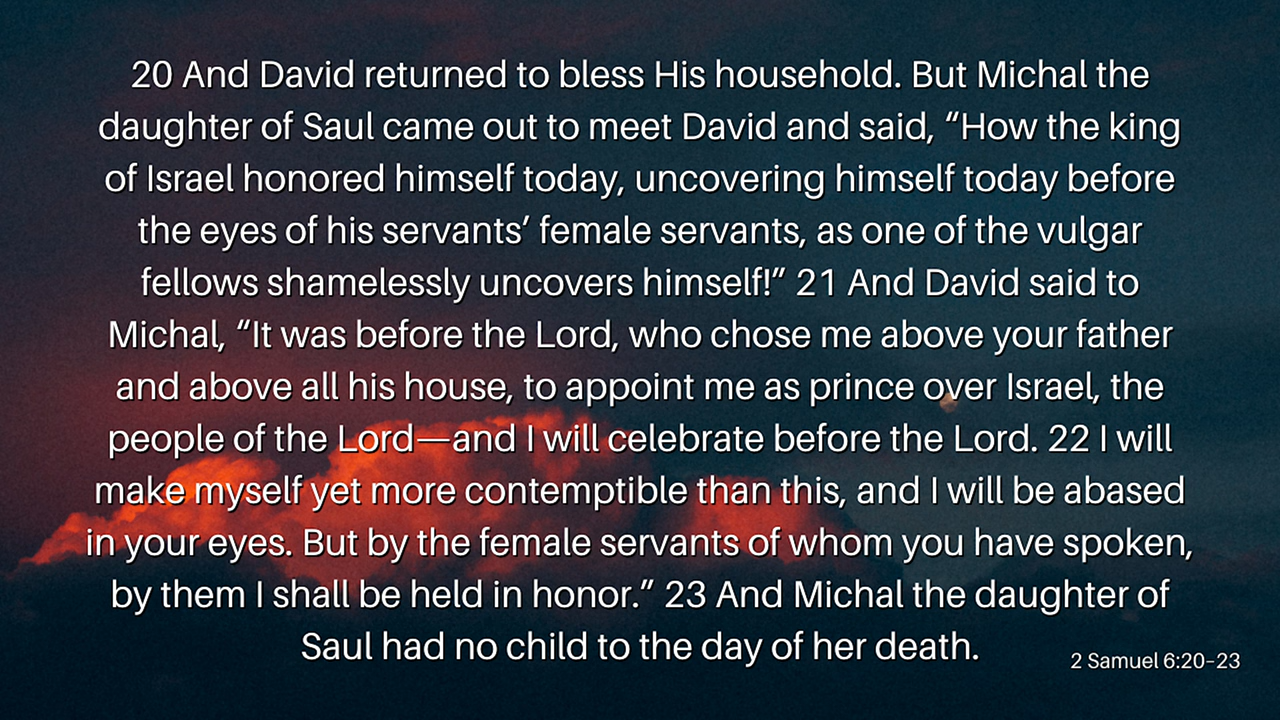 20 And David returned to bless His household. But Michal the
daughter of Saul came out to meet David and said, “How the king
of Israel honored himself today, uncovering himself today before
the eyes of his servants’ female servants, as one of the vulgar
fellows shamelessly uncovers himself!” 21 And David said to
Michal, “It was before the Lord, who chose me above your father
and above all his house, to appoint me as prince over Israel, the
people of the Lord—and I will celebrate before the Lord. 22 I will
make myself yet more contemptible than this, and I will be abased
in your eyes. But by the female servants of whom you have spoken,
by them I shall be held in honor.” 23 And Michal the daughter of
Saul had no child to the day of her death.
2 Samuel 6:20–23